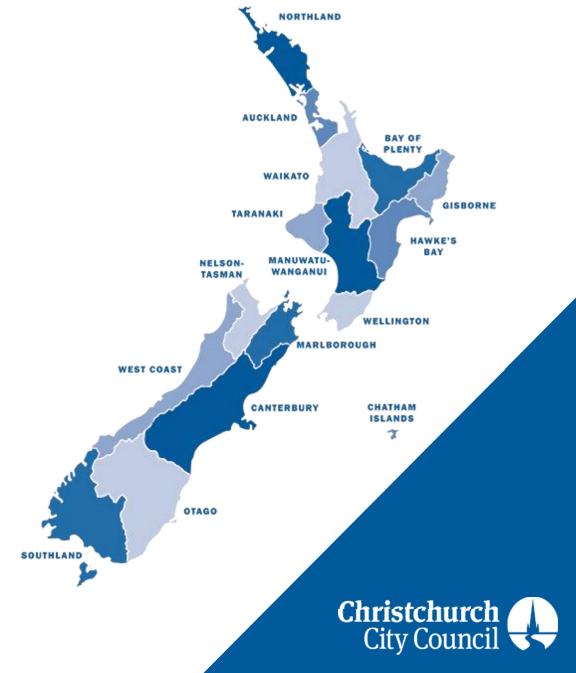 NORTHLAND
AUCKLAND
BAY OF
PLENTY
WAIKATO
GISBORNE
TARANAKI
HAWKE'S
BAY
NELSON-
TASMAN
MANUWATU-
WANGANUI
WELLINGTON
MARLBOROUGH
WEST COAST
CANTERBURY
CHATHAM
ISLANDS
OTAGO
SOUTHLAND
Christchurch
City Council